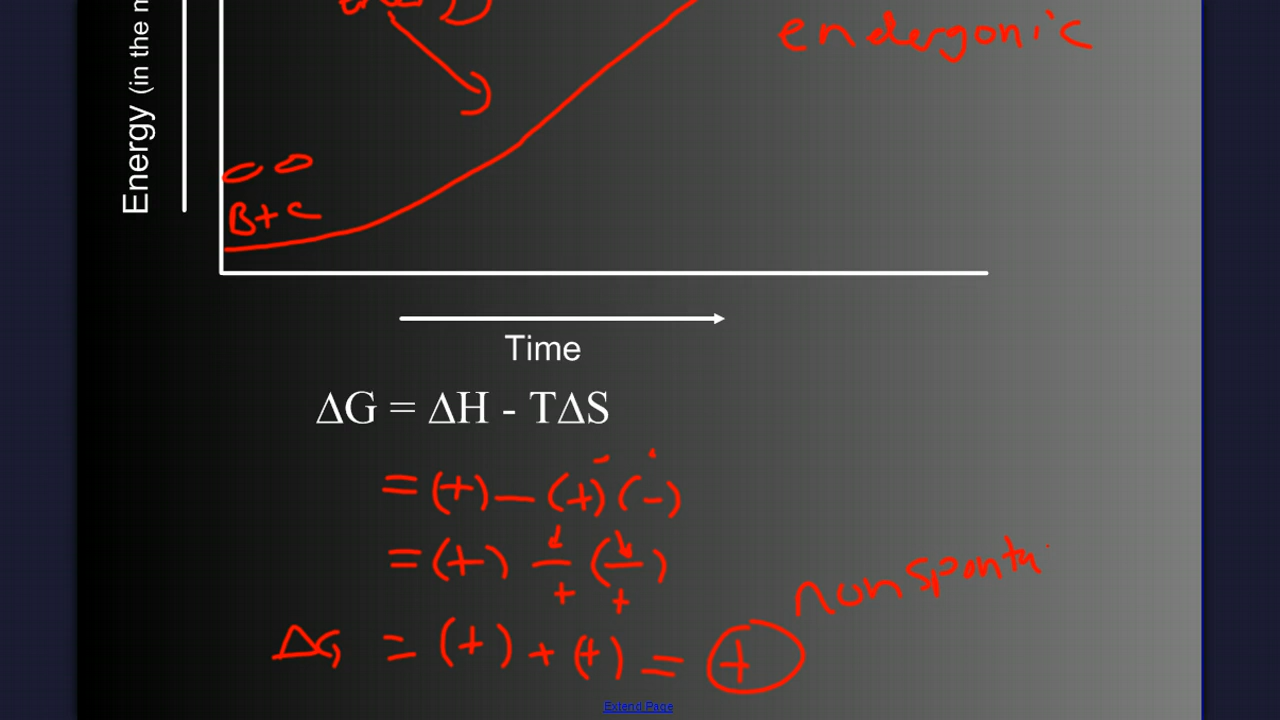 endergonic
Energy (in the m
B+C
Time
ΔG = ΔH - TΔS
= (+) - (+) (-)
= (+) - (-)
+ +
nonsponta
ΔG = (+) + (+) = +
Extend Page